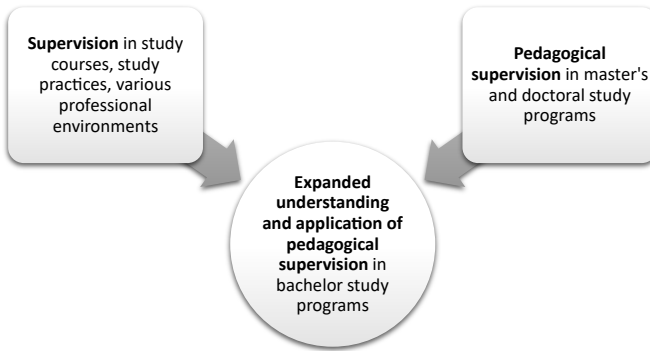 Supervision in study
courses, study
practices, various
professional
environments
Pedagogical
supervision in master's
and doctoral study
programs
Expanded
understanding
and application of
pedagogical
supervision in
bachelor study
programs